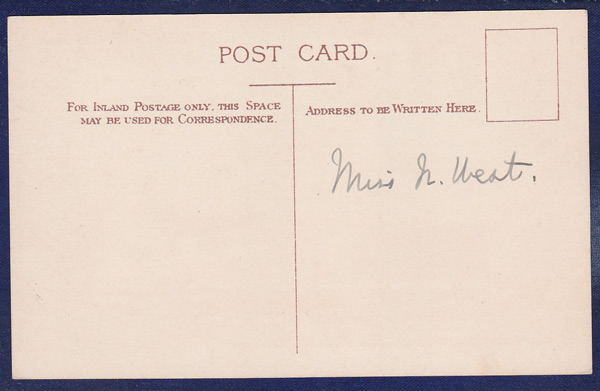 POST CARD.
FOR INLAND POSTAGE ONLY, THIS SPACE
MAY BE USED FOR CORRESPONDENCE.
ADDRESS TO BE WRITTEN HERE.
Miss N. West.